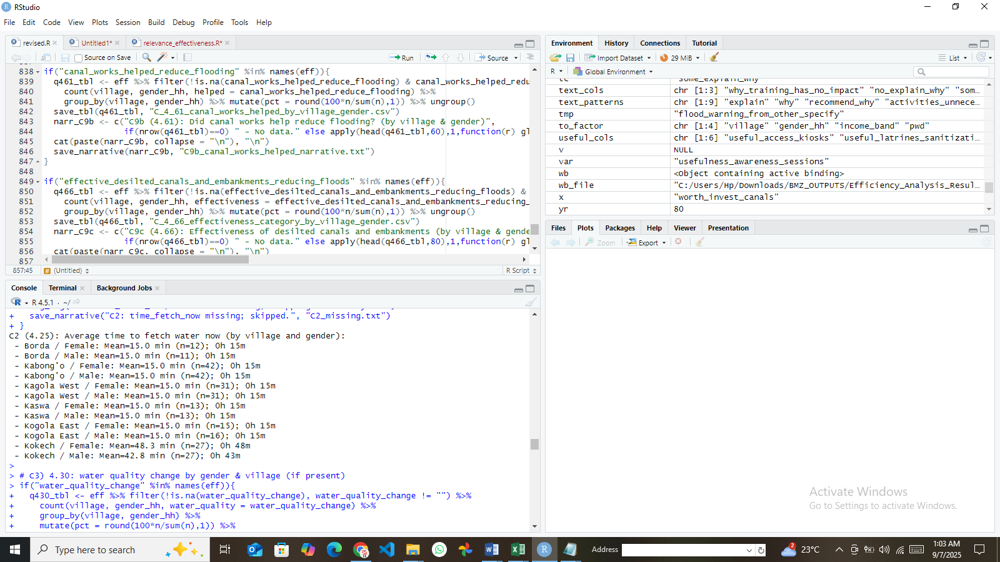 RStudio
File Edit Code View Plots Session Build Debug Profile Tools Help
revised.R Untitled1* relevance_effectiveness.R*
Source on Save Run Source
838 if("canal_works_helped_reduce_flooding" %in% names(eff)){
839 q461_tbl <- eff %>% filter(!is.na(canal_works_helped_reduce_flooding) & canal_works_helped_redu
840 count(village, gender_hh, helped = canal_works_helped_reduce_flooding) %>%
841 group_by(village, gender_hh) %>% mutate(pct = round(100*n/sum(n),1)) %>% ungroup()
842 save_tbl(q461_tbl, "C_4_61_canal_works_helped_by_village_gender.csv")
843 narr_C9b <- c("C9b (4.61): Did canal works help reduce flooding? (by village & gender)",
844 if(nrow(q461_tbl)==0) " - No data." else apply(head(q461_tbl,60),1,function(r) gl
845 cat(paste(narr_C9b, collapse = "\n"), "\n")
846 save_narrative(narr_C9b, "C9b_canal_works_helped_narrative.txt")
847 }
848
849 if("effective_desilted_canals_and_embankments_reducing_floods" %in% names(eff)){
850 q466_tbl <- eff %>% filter(!is.na(effective_desilted_canals_and_embankments_reducing_floods) &
851 count(village, gender_hh, effectiveness = effective_desilted_canals_and_embankments_reducing_
852 group_by(village, gender_hh) %>% mutate(pct = round(100*n/sum(n),1)) %>% ungroup()
853 save_tbl(q466_tbl, "C_4_66_effectiveness_category_by_village_gender.csv")
854 narr_C9c <- c("C9c (4.66): Effectiveness of desilted canals and embankments (by village & gende
855 if(nrow(q466_tbl)==0) " - No data." else apply(head(q466_tbl,80),1,function(r) gl
856 cat(paste(narr_C9c, collapse = "\n"), "\n")
857
857:45 # (Untitled) R Script
Console Terminal Background Jobs
R 4.5.1 · ~/
+ save_narrative("C2: time_fetch_now missing; skipped.", "C2_missing.txt")
+ }
C2 (4.25): Average time to fetch water now (by village and gender):
- Borda / Female: Mean=15.0 min (n=12); 0h 15m
- Borda / Male: Mean=15.0 min (n=11); 0h 15m
- Kabong'o / Female: Mean=15.0 min (n=42); 0h 15m
- Kabong'o / Male: Mean=15.0 min (n=42); 0h 15m
- Kagola West / Female: Mean=15.0 min (n=31); 0h 15m
- Kagola West / Male: Mean=15.0 min (n=31); 0h 15m
- Kaswa / Female: Mean=15.0 min (n=13); 0h 15m
- Kaswa / Male: Mean=15.0 min (n=13); 0h 15m
- Kogola East / Female: Mean=15.0 min (n=15); 0h 15m
- Kogola East / Male: Mean=15.0 min (n=16); 0h 15m
- Kokech / Female: Mean=48.3 min (n=27); 0h 48m
- Kokech / Male: Mean=42.8 min (n=27); 0h 43m
>
> # C3) 4.30: water quality change by gender & village (if present)
> if("water_quality_change" %in% names(eff)){
+ q430_tbl <- eff %>% filter(!is.na(water_quality_change), water_quality_change != "") %>%
+ count(village, gender_hh, water_quality = water_quality_change) %>%
+ group_by(village, gender_hh) %>%
+ mutate(pct = round(100*n/sum(n),1)) %>%
Environment History Connections Tutorial
Import Dataset 29 MiB List
R Global Environment
tc "some_explain_why"
text_cols chr [1:3] "why_training_has_no_impact" "no_explain_why" "som…
text_patterns chr [1:9] "explain" "why" "recommend_why" "activities_unnece…
tmp "flood_warning_from_other_specify"
to_factor chr [1:4] "village" "gender_hh" "income_band" "pwd"
useful_cols chr [1:6] "useful_access_kiosks" "useful_latrines_sanitizati…
v NULL
var "usefulness_awareness_sessions"
wb <Object containing active binding>
wb_file "C:/Users/Hp/Downloads/BMZ_OUTPUTS/Efficiency_Analysis_Resul…
x "worth_invest_canals"
yr 80
Files Plots Packages Help Viewer Presentation
Zoom Export
Activate Windows
Go to Settings to activate Windows.
Type here to search
Address
2
23°C
1:03 AM
9/7/2025